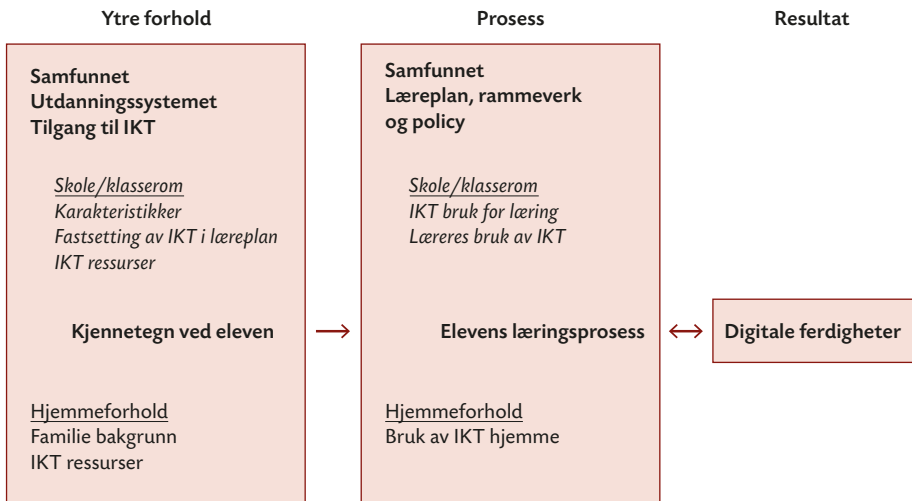 Ytre forhold
Samfunnet
Utdanningssystemet
Tilgang til IKT
Skole/klasserom
Karakteristikker
Fastsetting av IKT i læreplan
IKT ressurser
Kjennetegn ved eleven
Hjemmeforhold
Familie bakgrunn
IKT ressurser
Prosess
Samfunnet
Læreplan, rammeverk
og policy
Skole/klasserom
IKT bruk for læring
Læreres bruk av IKT
Elevens læringsprosess
Hjemmeforhold
Bruk av IKT hjemme
Resultat
Digitale ferdigheter